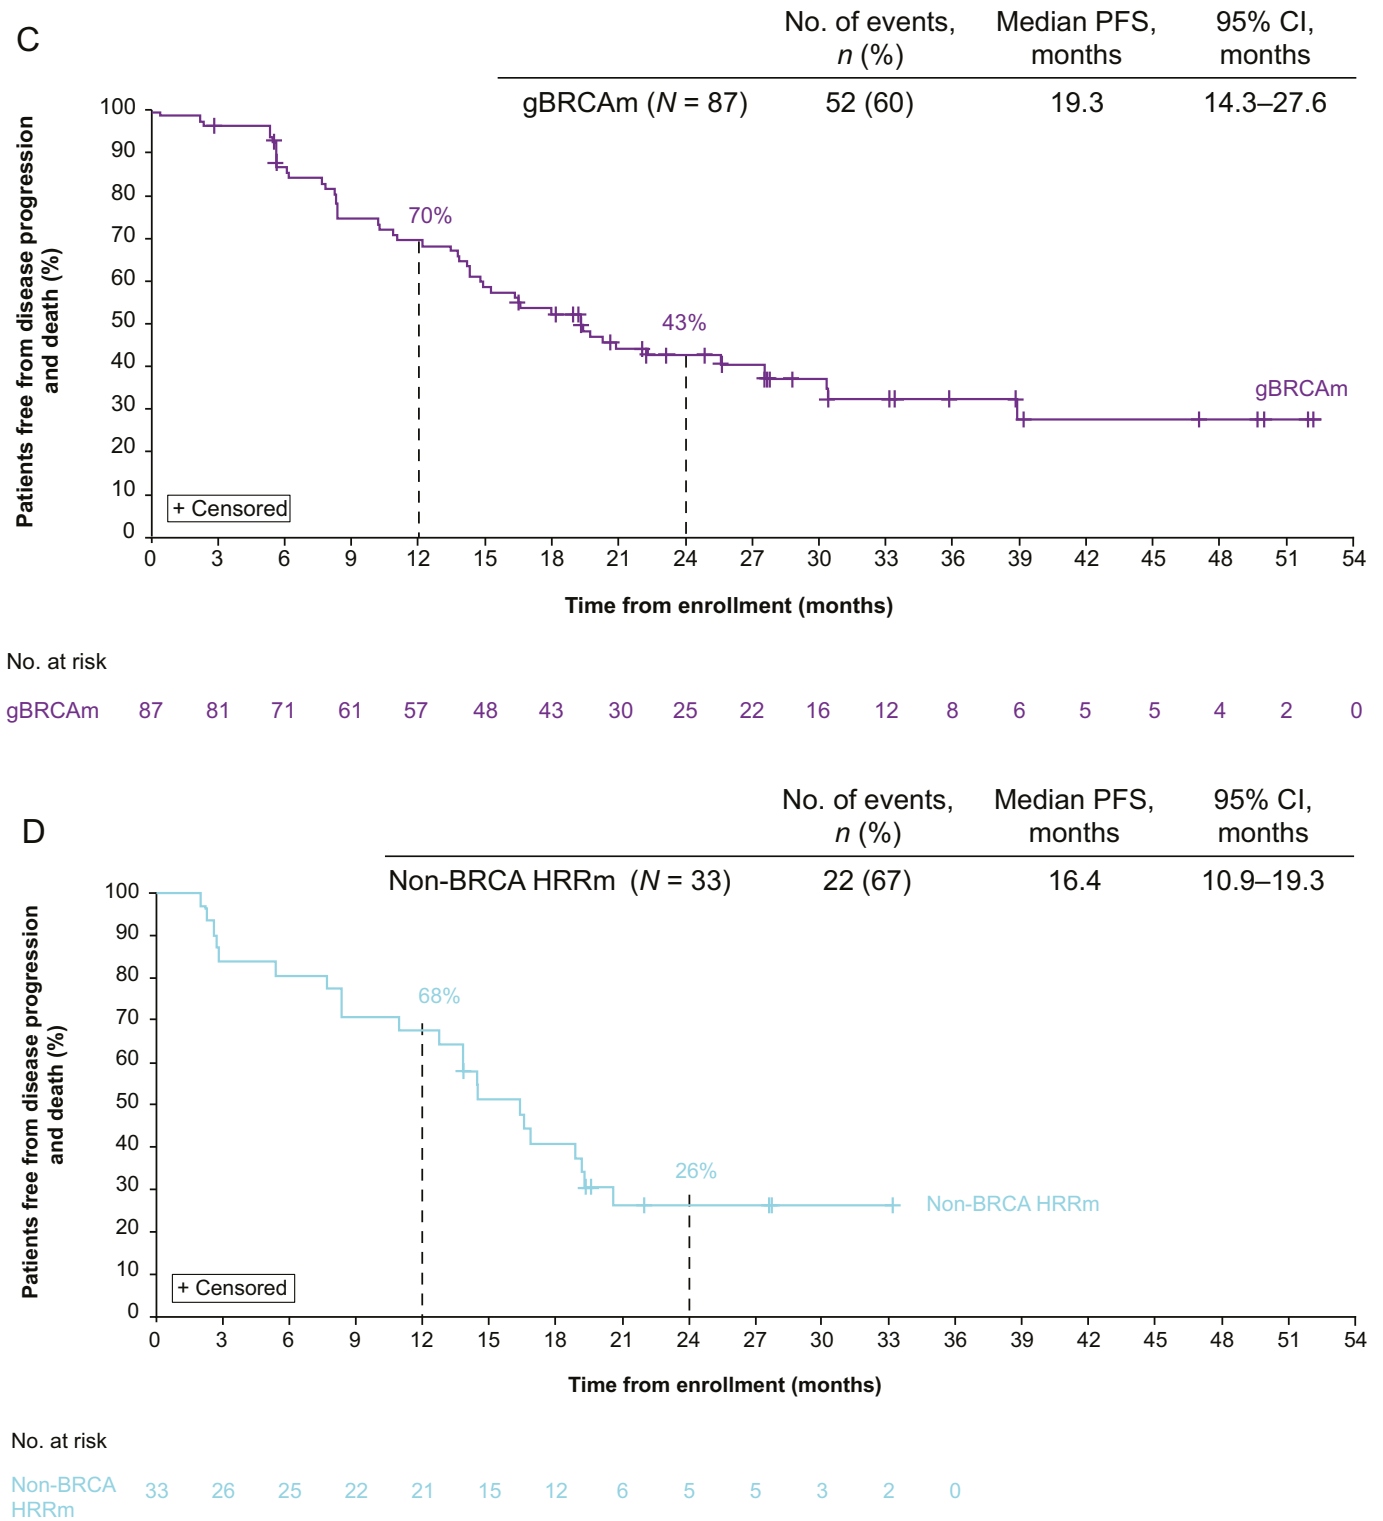 C
No. of events, Median PFS, 95% CI,
n (%) months months
gBRCAm (N = 87) 52 (60) 19.3 14.3–27.6
Patients free from disease progression
and death (%)
100
90
80
70
60
50
40
30
20
10
0
70%
43%
gBRCAm
+ Censored
0 3 6 9 12 15 18 21 24 27 30 33 36 39 42 45 48 51 54
Time from enrollment (months)
No. at risk
gBRCAm 87 81 71 61 57 48 43 30 25 22 16 12 8 6 5 5 4 2 0
D
No. of events, Median PFS, 95% CI,
n (%) months months
Non-BRCA HRRm (N = 33) 22 (67) 16.4 10.9–19.3
Patients free from disease progression
and death (%)
100
90
80
70
60
50
40
30
20
10
0
68%
26%
Non-BRCA HRRm
+ Censored
0 3 6 9 12 15 18 21 24 27 30 33 36 39 42 45 48 51 54
Time from enrollment (months)
No. at risk
Non-BRCA
HRRm 33 26 25 22 21 15 12 6 5 5 3 2 0